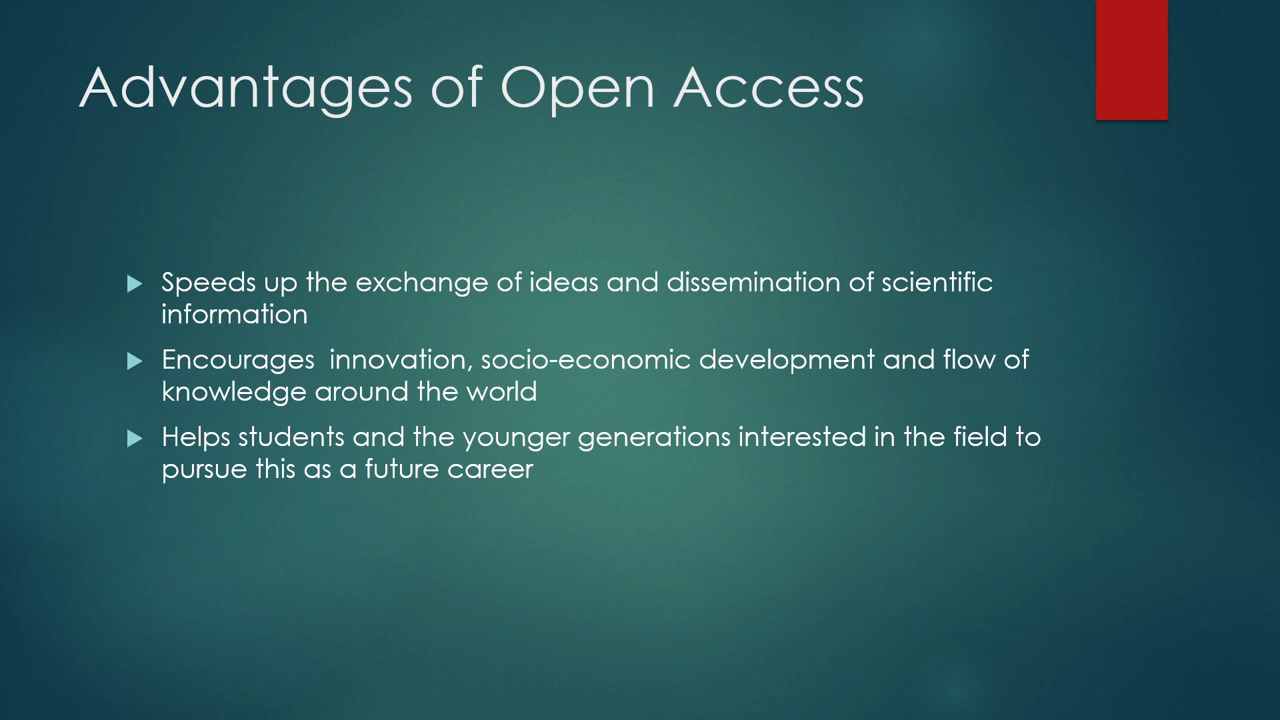 Advantages of Open Access
Speeds up the exchange of ideas and dissemination of scientific
information
Encourages  innovation, socio-economic development and flow of
knowledge around the world
Helps students and the younger generations interested in the field to
pursue this as a future career